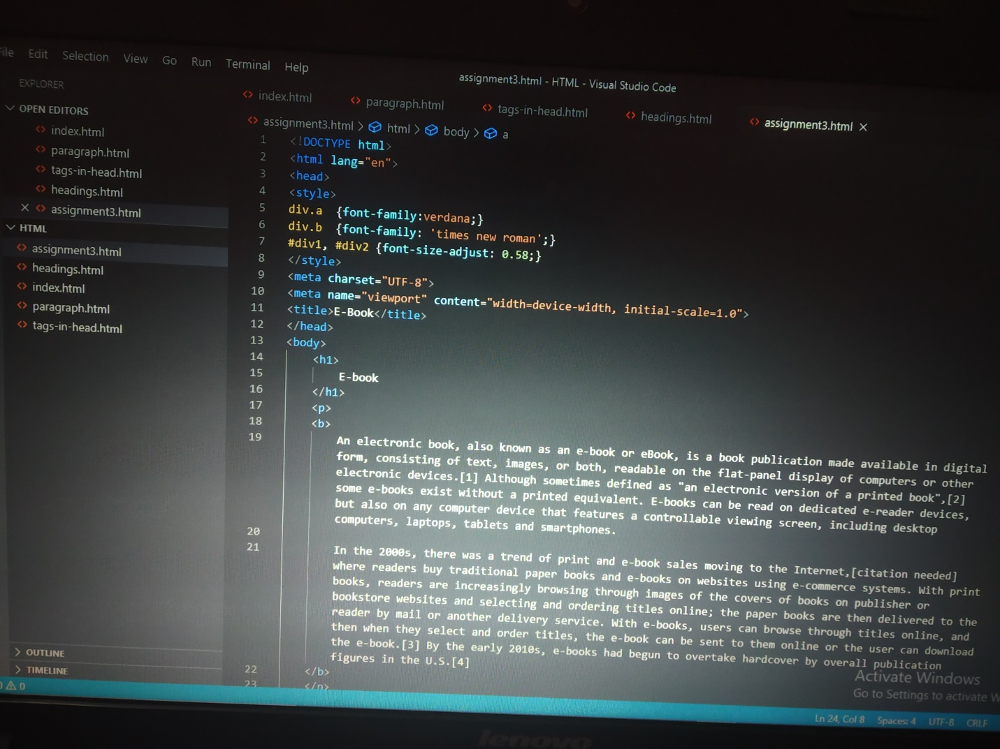 File Edit Selection View Go Run Terminal Help
assignment3.html - HTML - Visual Studio Code
EXPLORER
OPEN EDITORS
index.html
paragraph.html
tags-in-head.html
headings.html
assignment3.html
HTML
assignment3.html
headings.html
index.html
paragraph.html
tags-in-head.html
OUTLINE
TIMELINE
index.html paragraph.html tags-in-head.html headings.html assignment3.html
assignment3.html > html > body > a
1 <!DOCTYPE html>
2 <html lang="en">
3 <head>
4 <style>
5 div.a {font-family:verdana;}
6 div.b {font-family: 'times new roman';}
7 #div1, #div2 {font-size-adjust: 0.58;}
8 </style>
9 <meta charset="UTF-8">
10 <meta name="viewport" content="width=device-width, initial-scale=1.0">
11 <title>E-Book</title>
12 </head>
13 <body>
14 <h1>
15 E-book
16 </h1>
17 <p>
18 <b>
19 An electronic book, also known as an e-book or eBook, is a book publication made available in digital
form, consisting of text, images, or both, readable on the flat-panel display of computers or other
electronic devices.[1] Although sometimes defined as "an electronic version of a printed book",[2]
some e-books exist without a printed equivalent. E-books can be read on dedicated e-reader devices,
but also on any computer device that features a controllable viewing screen, including desktop
computers, laptops, tablets and smartphones.
20
21 In the 2000s, there was a trend of print and e-book sales moving to the Internet,[citation needed]
where readers buy traditional paper books and e-books on websites using e-commerce systems. With print
books, readers are increasingly browsing through images of the covers of books on publisher or
bookstore websites and selecting and ordering titles online; the paper books are then delivered to the
reader by mail or another delivery service. With e-books, users can browse through titles online, and
then when they select and order titles, the e-book can be sent to them online or the user can download
the e-book.[3] By the early 2010s, e-books had begun to overtake hardcover by overall publication
figures in the U.S.[4]
22 </b>
23 </p>
Activate Windows
Go to Settings to activate W
0 0
Ln 24, Col 8 Spaces: 4 UTF-8 CRLF
lenovo